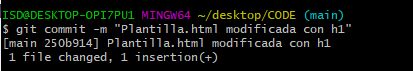 ISD@DESKTOP-OPI7PU1 MINGW64 ~/desktop/CODE (main)
$ git commit -m "Plantilla.html modificada con h1"
[main 250b914] Plantilla.html modificada con h1
 1 file changed, 1 insertion(+)